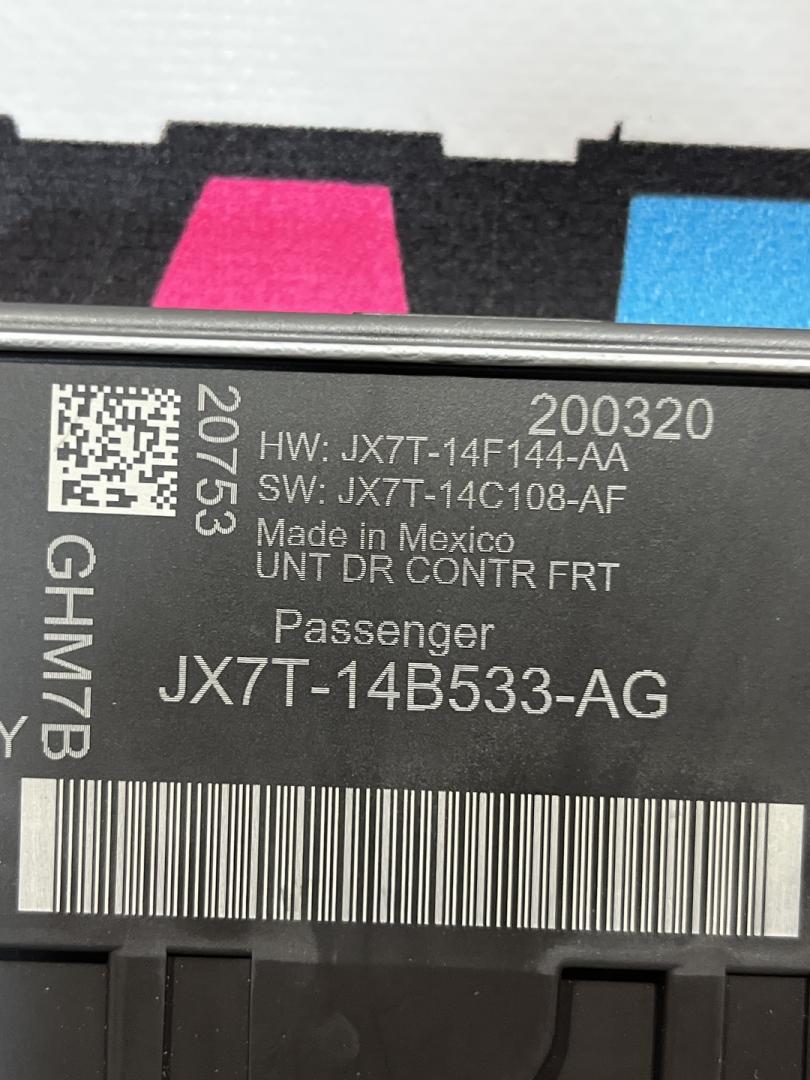 200320
20753
HW: JX7T-14F144-AA
SW: JX7T-14C108-AF
Made in Mexico
UNT DR CONTR FRT
Passenger
JX7T-14B533-AG
GHM7B
Y